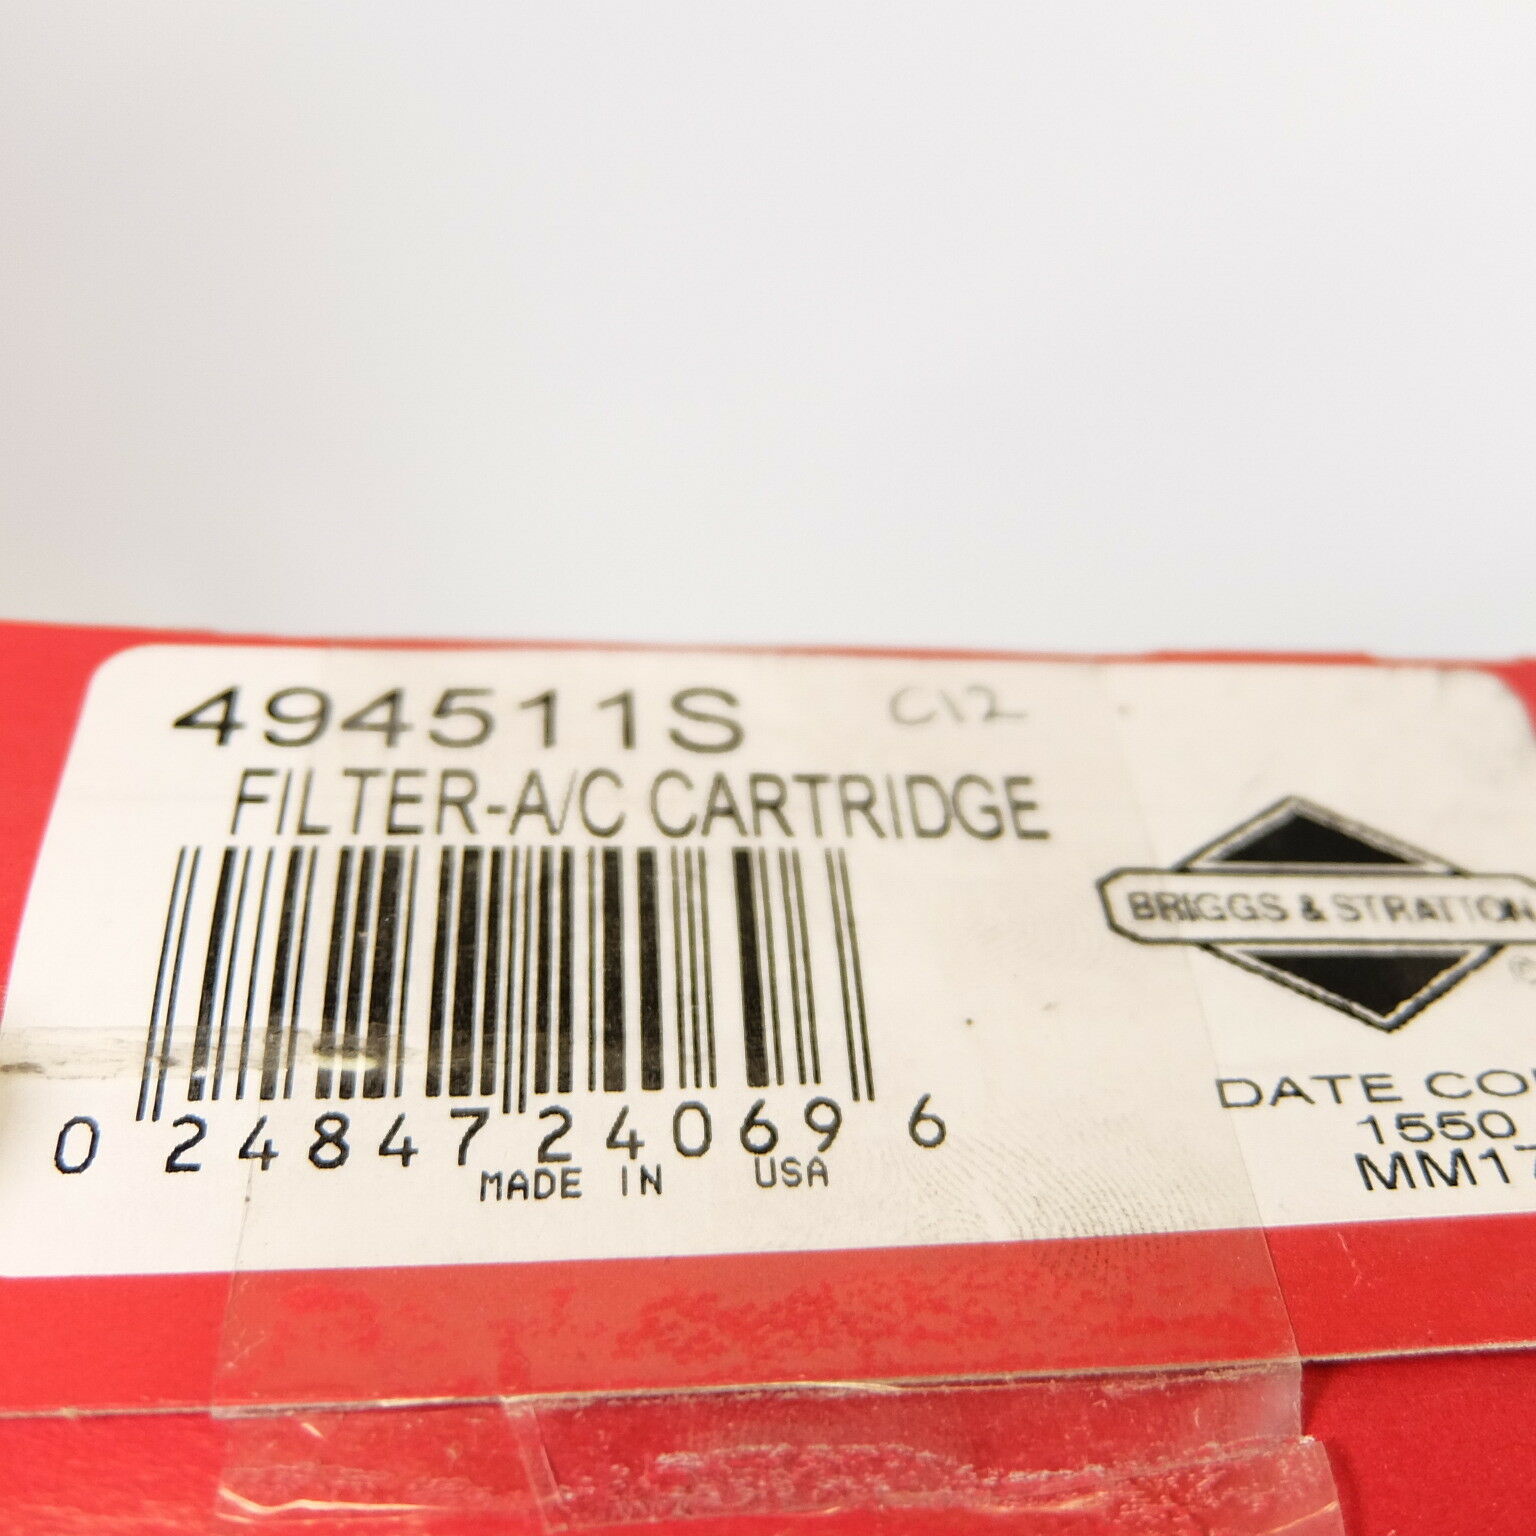 494511S C12
FILTER-A/C CARTRIDGE
BRIGGS & STRATTON
0 24847 24069 6
MADE IN USA
DATE CO
1550
MM17